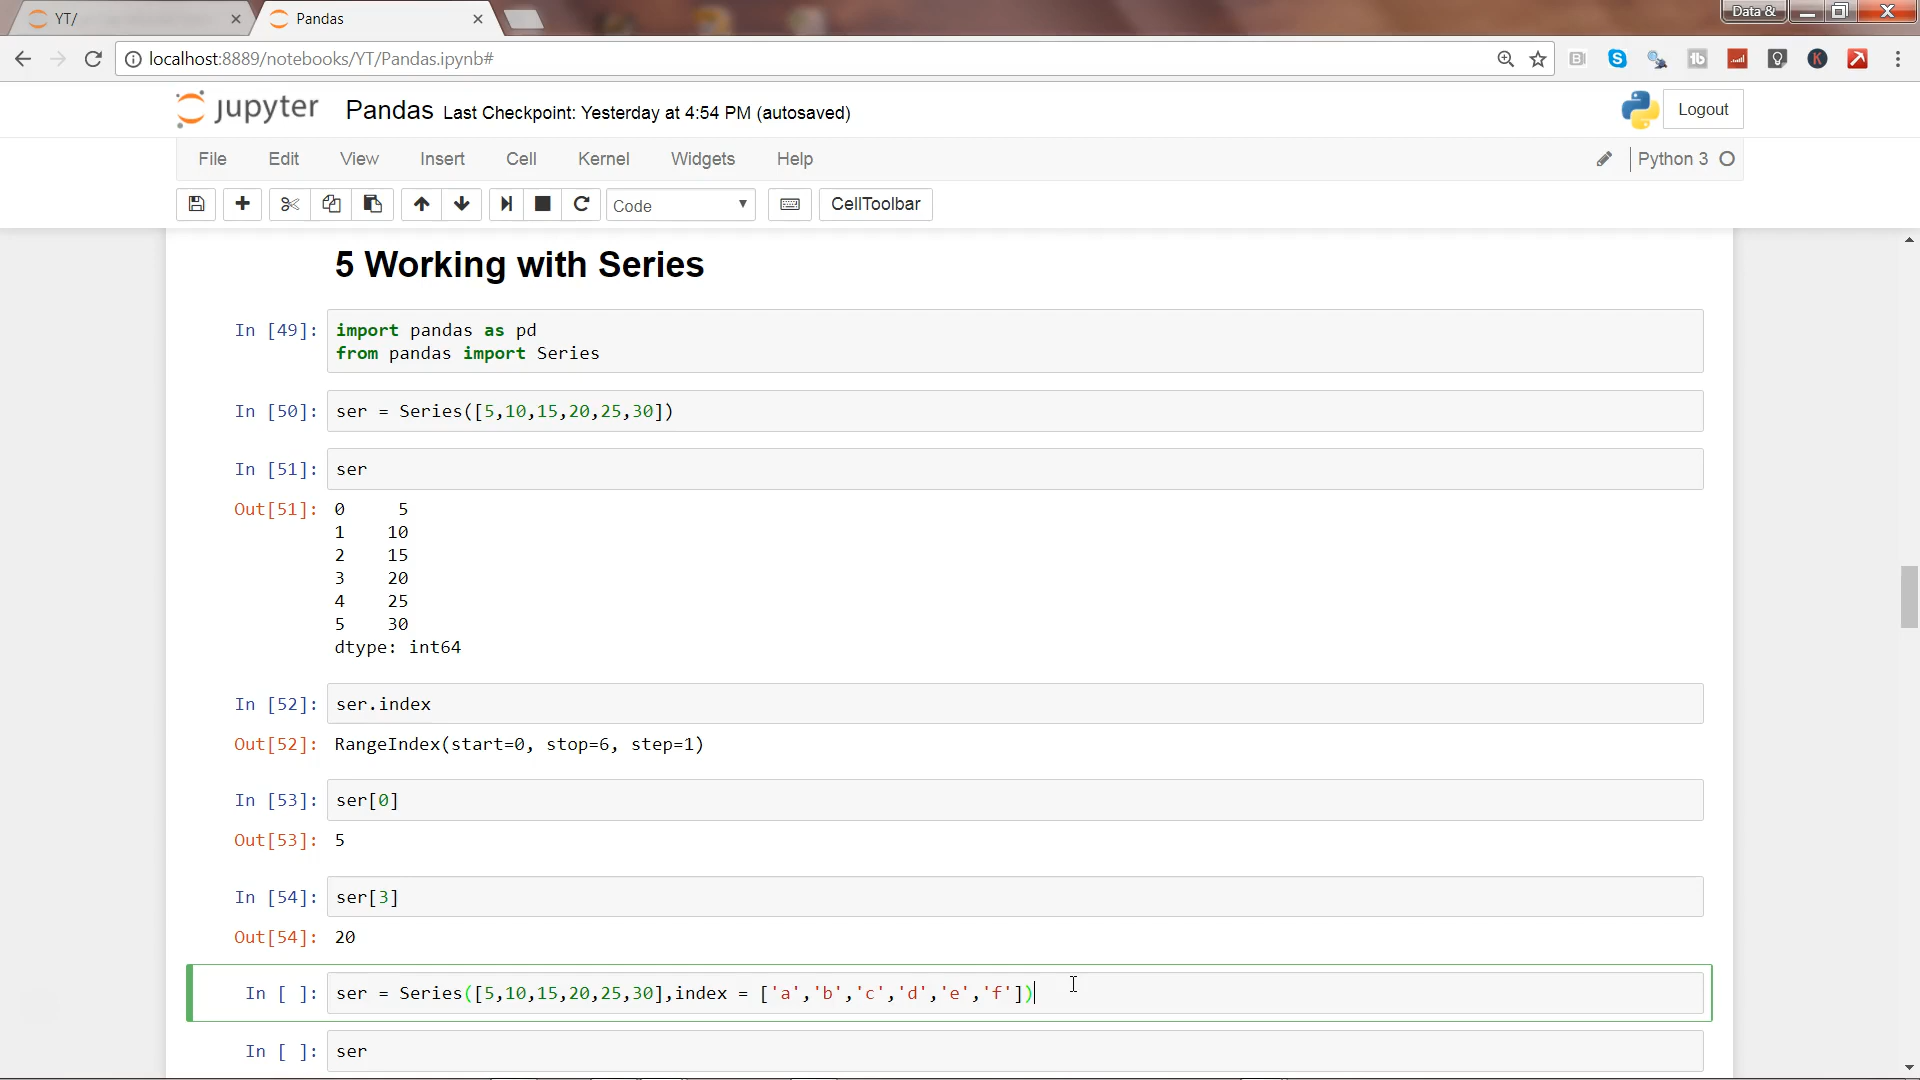 YT/
Pandas
Data &
localhost:8889/notebooks/YT/Pandas.ipynb#
jupyter Pandas Last Checkpoint: Yesterday at 4:54 PM (autosaved)
Logout
File Edit View Insert Cell Kernel Widgets Help
Python 3
Code
CellToolbar
5 Working with Series
In [49]: import pandas as pd
from pandas import Series
In [50]: ser = Series([5,10,15,20,25,30])
In [51]: ser
Out[51]: 0 5
1 10
2 15
3 20
4 25
5 30
dtype: int64
In [52]: ser.index
Out[52]: RangeIndex(start=0, stop=6, step=1)
In [53]: ser[0]
Out[53]: 5
In [54]: ser[3]
Out[54]: 20
In [ ]: ser = Series([5,10,15,20,25,30],index = ['a','b','c','d','e','f'])
In [ ]: ser